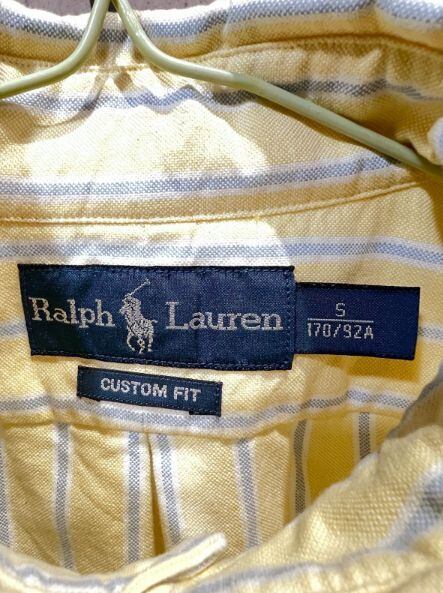 Ralph Lauren
S
170/92A
CUSTOM FIT